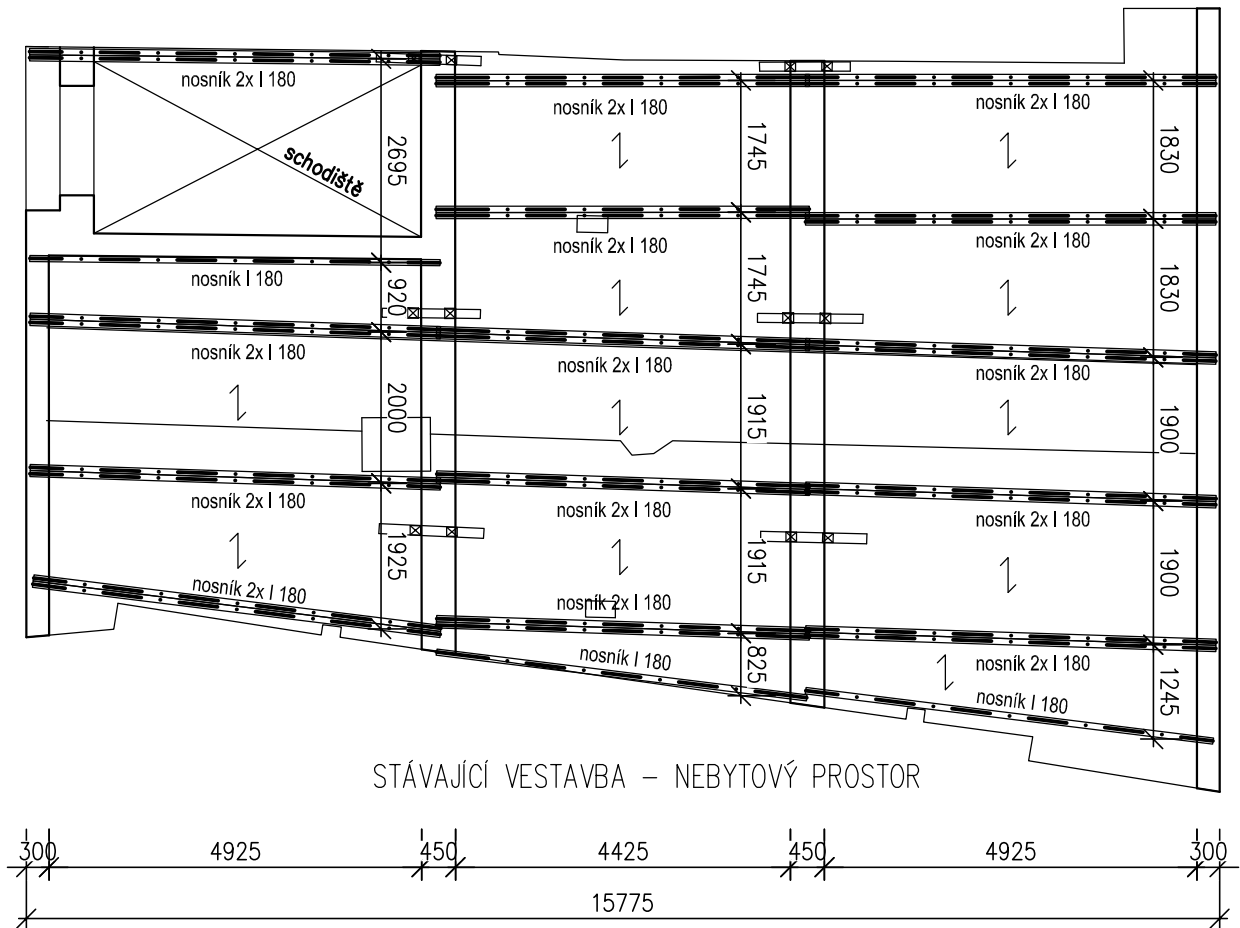 nosník 2x I 180
nosník 2x I 180
nosník 2x I 180
schodiště
2695
1745
1830
nosník 2x I 180
nosník 2x I 180
nosník I 180
920
1745
1830
nosník 2x I 180
nosník 2x I 180
nosník 2x I 180
2000
1915
1900
nosník 2x I 180
nosník 2x I 180
nosník 2x I 180
1925
1915
1900
nosník 2x I 180
nosník 2x I 180
nosník I 180
825
nosník 2x I 180
nosník I 180
1245
STÁVAJÍCÍ VESTAVBA – NEBYTOVÝ PROSTOR
300 4925 450 4425 450 4925 300
15775